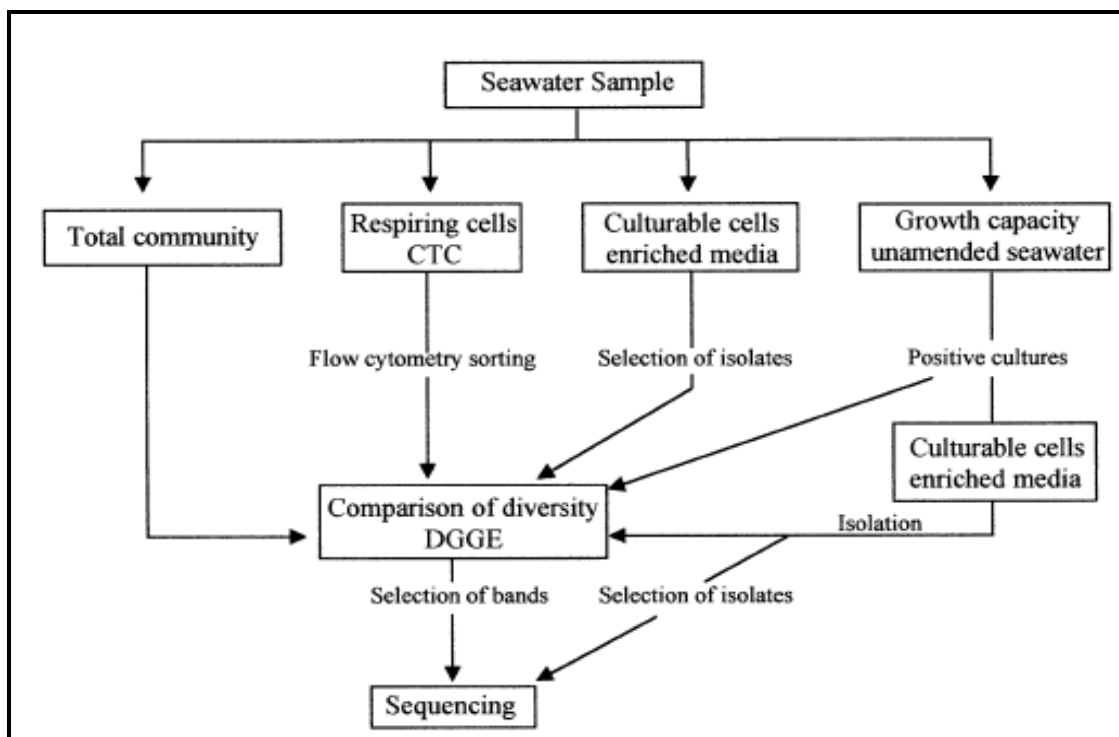 Seawater Sample
Total community
Respiring cells
CTC
Culturable cells
enriched media
Growth capacity
unamended seawater
Flow cytometry sorting
Selection of isolates
Positive cultures
Culturable cells
enriched media
Comparison of diversity
DGGE
Isolation
Selection of bands
Selection of isolates
Sequencing